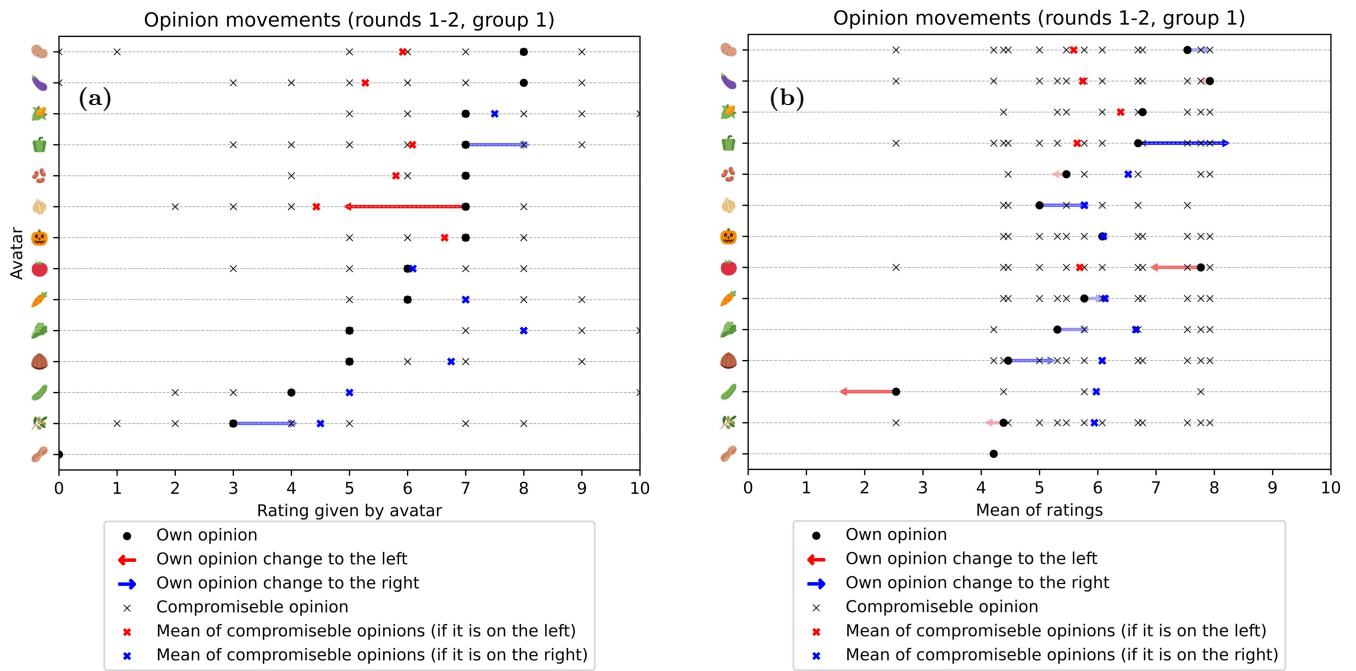 Opinion movements (rounds 1-2, group 1)
(a)
Avatar
0 1 2 3 4 5 6 7 8 9 10
Rating given by avatar
Own opinion
Own opinion change to the left
Own opinion change to the right
Compromiseble opinion
Mean of compromiseble opinions (if it is on the left)
Mean of compromiseble opinions (if it is on the right)
Opinion movements (rounds 1-2, group 1)
(b)
0 1 2 3 4 5 6 7 8 9 10
Mean of ratings
Own opinion
Own opinion change to the left
Own opinion change to the right
Compromiseble opinion
Mean of compromiseble opinions (if it is on the left)
Mean of compromiseble opinions (if it is on the right)